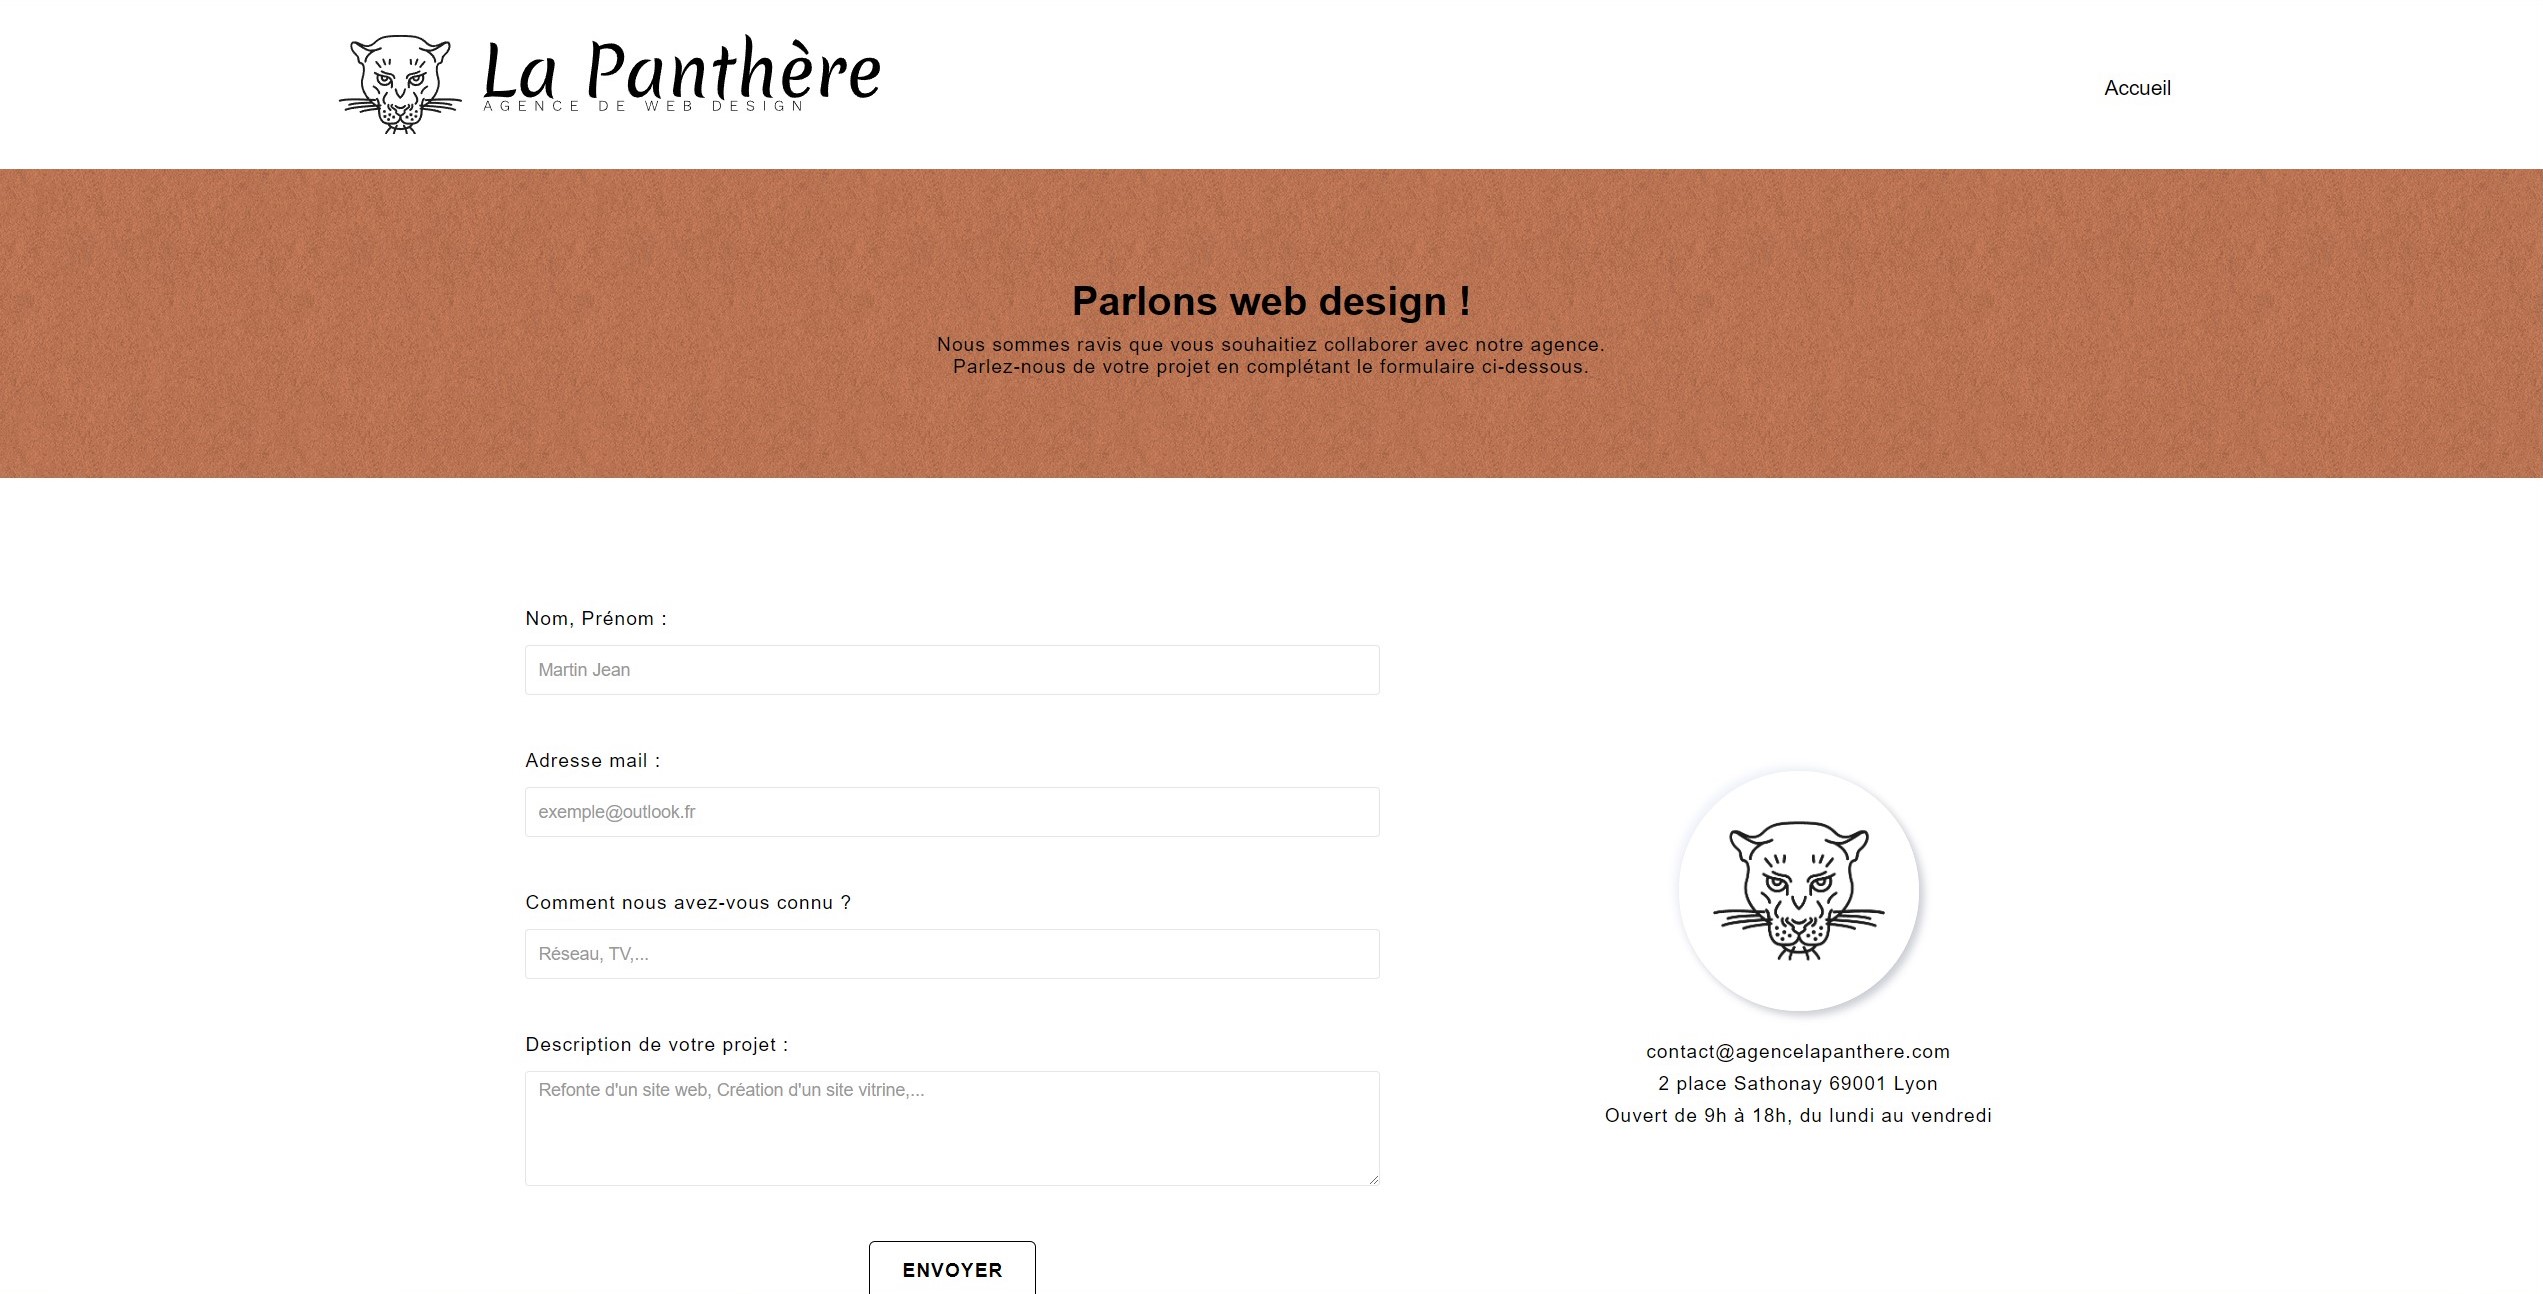 La Panthère
AGENCE DE WEB DESIGN
Accueil
Parlons web design !
Nous sommes ravis que vous souhaitiez collaborer avec notre agence.
Parlez-nous de votre projet en complétant le formulaire ci-dessous.
Nom, Prénom :
Martin Jean
Adresse mail :
exemple@outlook.fr
Comment nous avez-vous connu ?
Réseau, TV,...
Description de votre projet :
Refonte d'un site web, Création d'un site vitrine,...
ENVOYER
contact@agencelapanthere.com
2 place Sathonay 69001 Lyon
Ouvert de 9h à 18h, du lundi au vendredi